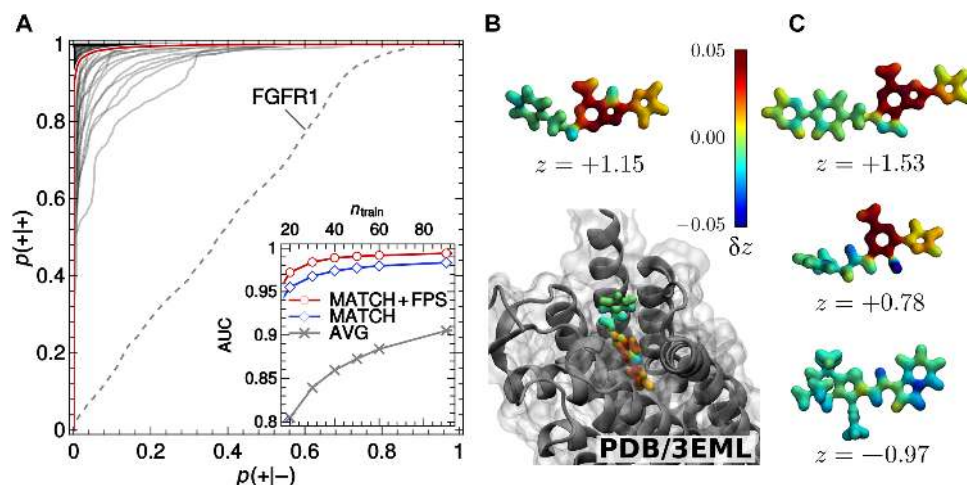 A
B
C
1
0.8
0.6
0.4
0.2
0
p(+|+)
FGFR1
n_train
20 40 60 80
1
0.95
0.9
0.85
0.8
AUC
MATCH+FPS
MATCH
AVG
0 0.2 0.4 0.6 0.8 1
p(+|−)
z = +1.15
0.05
0.00
−0.05
δz
PDB/3EML
z = +1.53
z = +0.78
z = −0.97